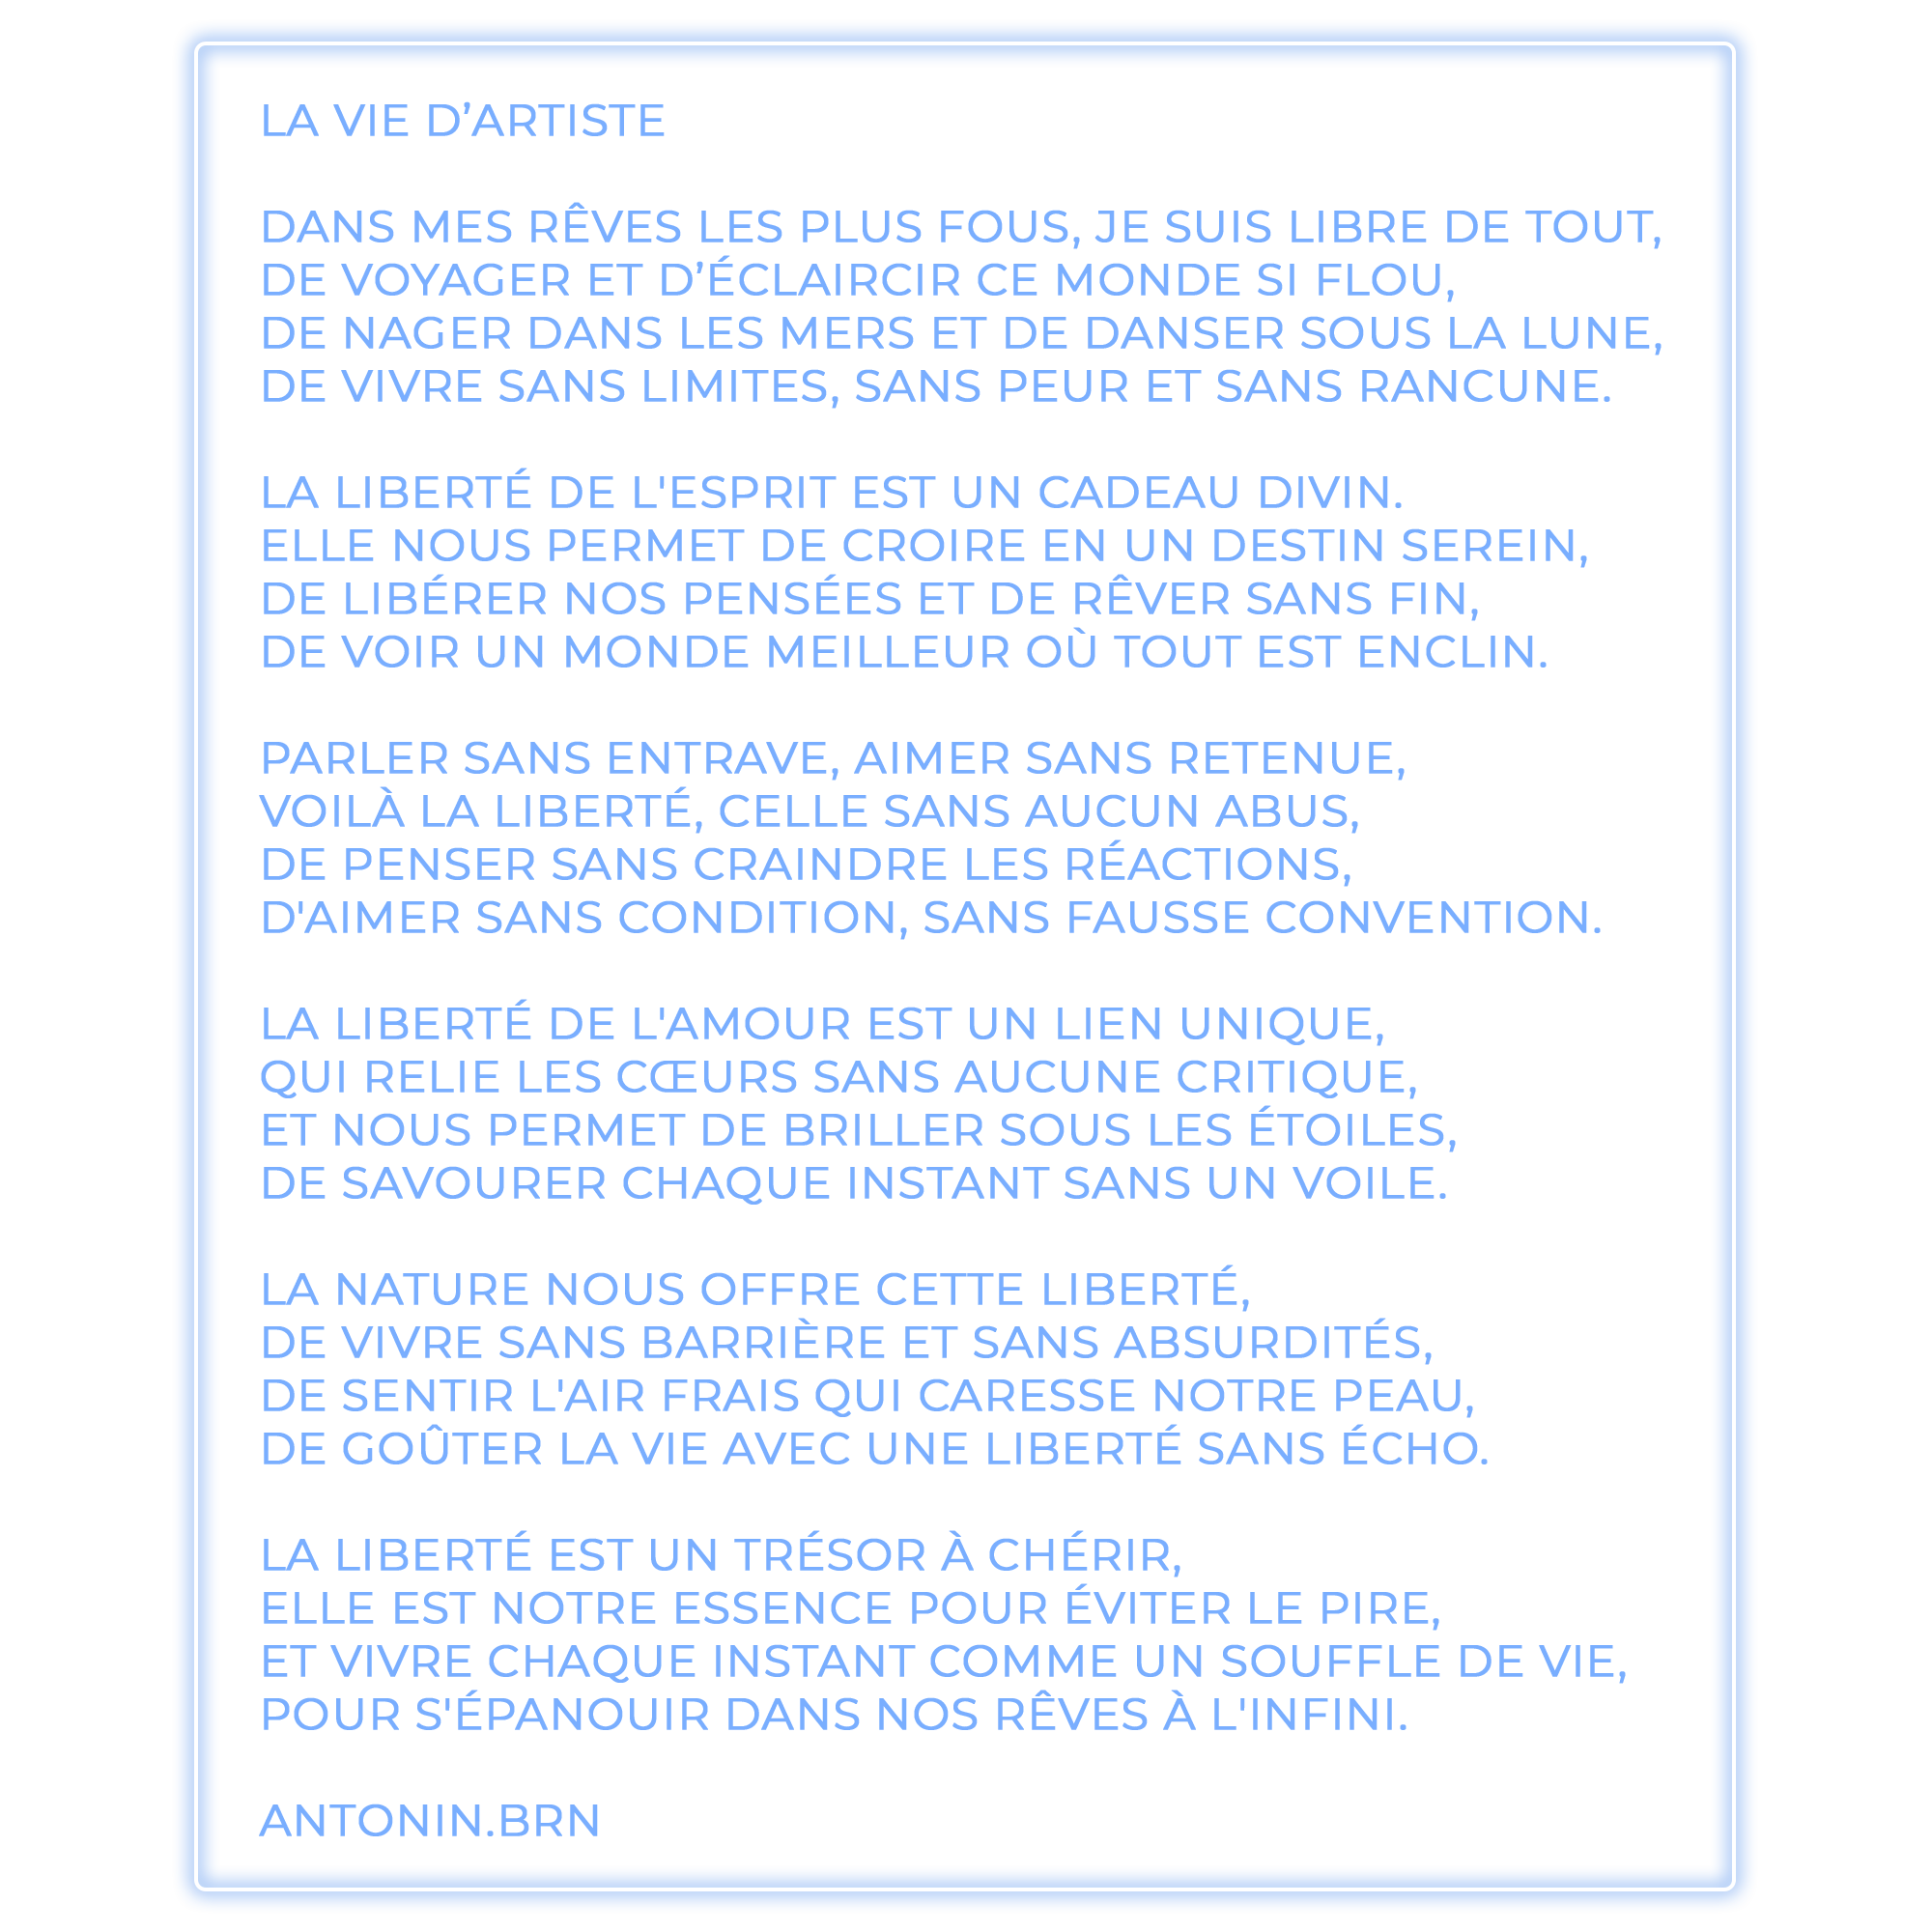 LA VIE D’ARTISTE
DANS MES RÊVES LES PLUS FOUS, JE SUIS LIBRE DE TOUT,
DE VOYAGER ET D’ÉCLAIRCIR CE MONDE SI FLOU,
DE NAGER DANS LES MERS ET DE DANSER SOUS LA LUNE,
DE VIVRE SANS LIMITES, SANS PEUR ET SANS RANCUNE.
LA LIBERTÉ DE L'ESPRIT EST UN CADEAU DIVIN.
ELLE NOUS PERMET DE CROIRE EN UN DESTIN SEREIN,
DE LIBÉRER NOS PENSÉES ET DE RÊVER SANS FIN,
DE VOIR UN MONDE MEILLEUR OÙ TOUT EST ENCLIN.
PARLER SANS ENTRAVE, AIMER SANS RETENUE,
VOILÀ LA LIBERTÉ, CELLE SANS AUCUN ABUS,
DE PENSER SANS CRAINDRE LES RÉACTIONS,
D'AIMER SANS CONDITION, SANS FAUSSE CONVENTION.
LA LIBERTÉ DE L'AMOUR EST UN LIEN UNIQUE,
QUI RELIE LES CŒURS SANS AUCUNE CRITIQUE,
ET NOUS PERMET DE BRILLER SOUS LES ÉTOILES,
DE SAVOURER CHAQUE INSTANT SANS UN VOILE.
LA NATURE NOUS OFFRE CETTE LIBERTÉ,
DE VIVRE SANS BARRIÈRE ET SANS ABSURDITÉS,
DE SENTIR L'AIR FRAIS QUI CARESSE NOTRE PEAU,
DE GOÛTER LA VIE AVEC UNE LIBERTÉ SANS ÉCHO.
LA LIBERTÉ EST UN TRÉSOR À CHÉRIR,
ELLE EST NOTRE ESSENCE POUR ÉVITER LE PIRE,
ET VIVRE CHAQUE INSTANT COMME UN SOUFFLE DE VIE,
POUR S'ÉPANOUIR DANS NOS RÊVES À L'INFINI.
ANTONIN.BRN